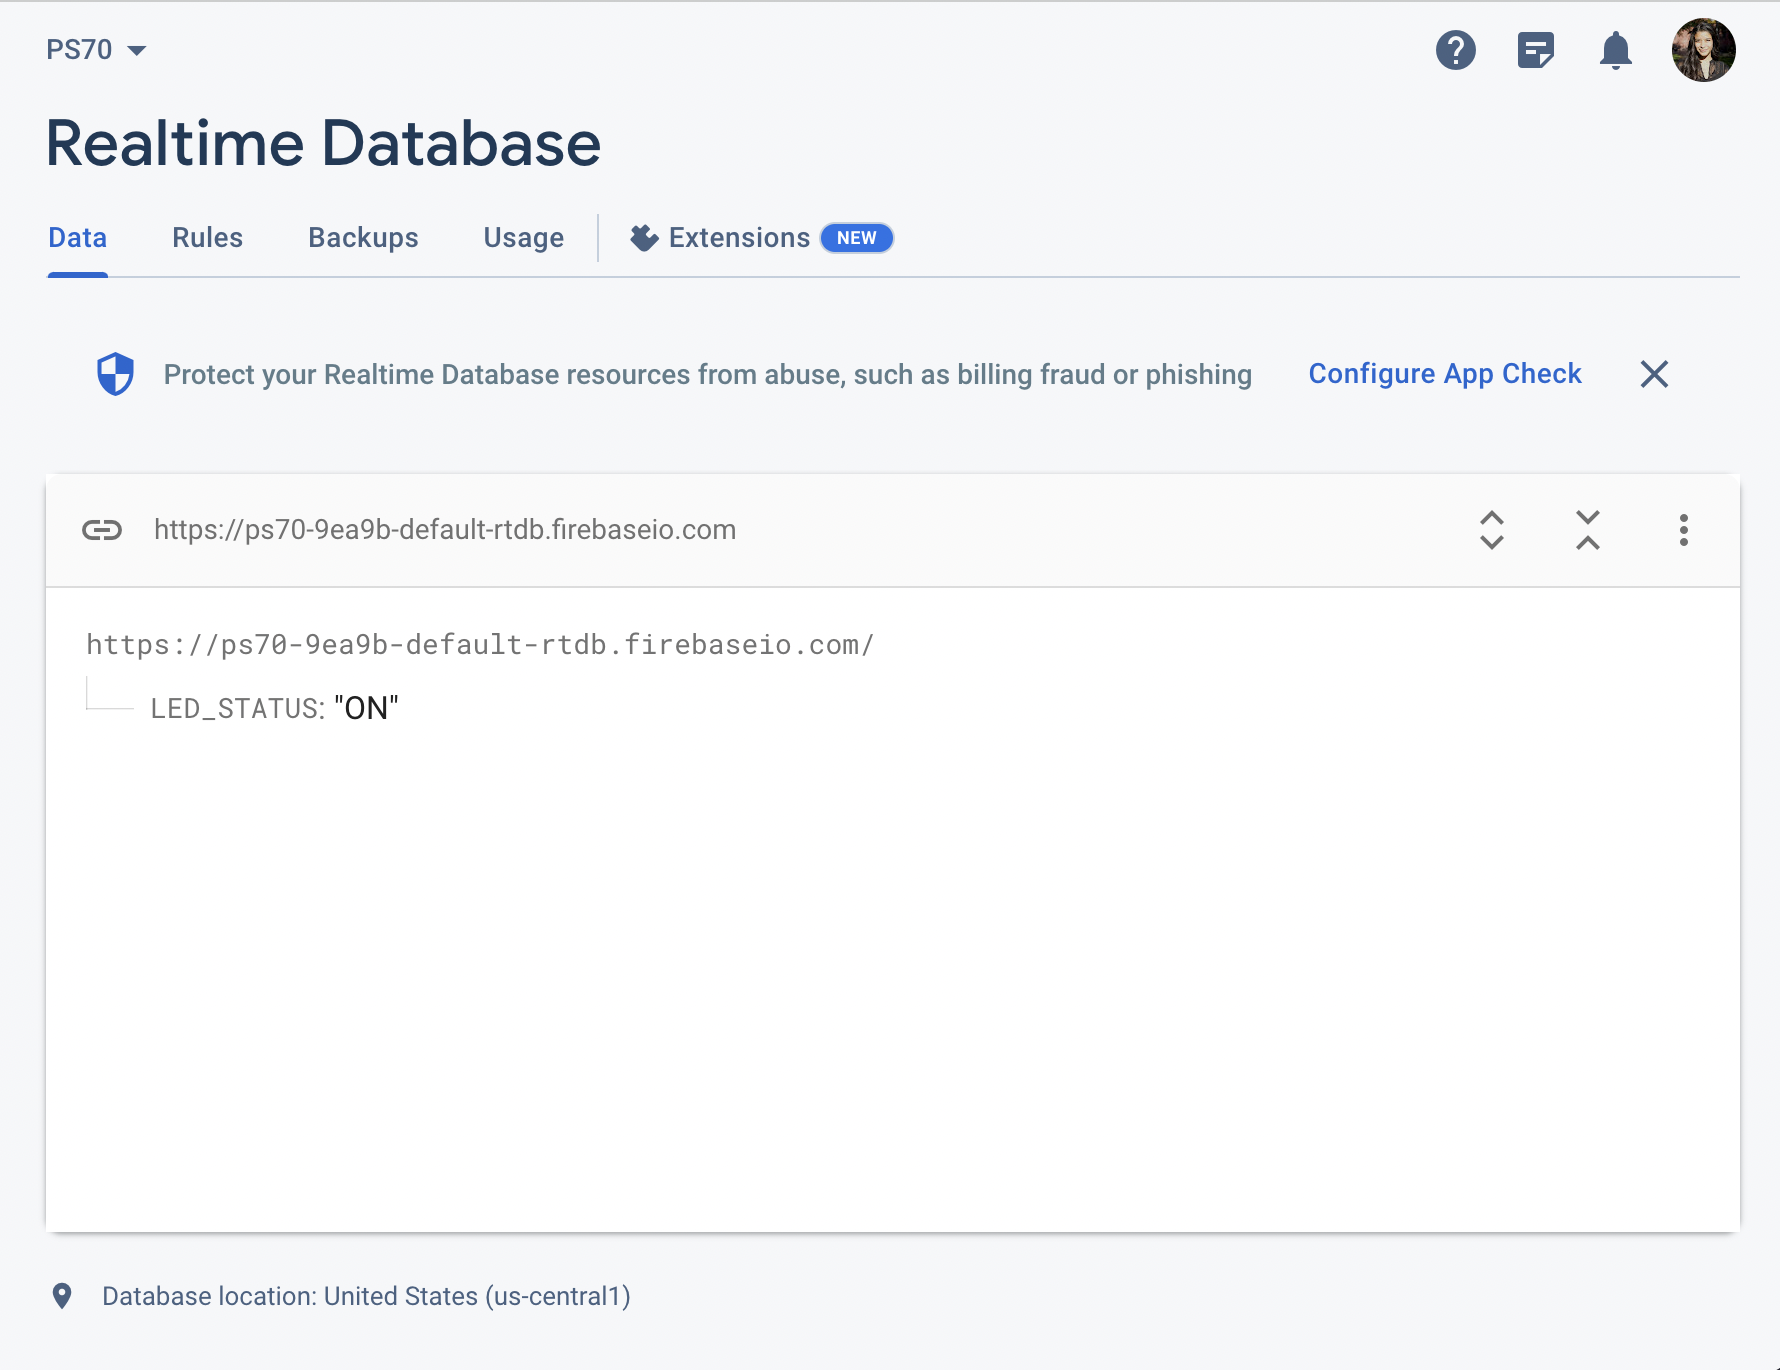 PS70
Realtime Database
Data Rules Backups Usage Extensions NEW
Protect your Realtime Database resources from abuse, such as billing fraud or phishing Configure App Check
https://ps70-9ea9b-default-rtdb.firebaseio.com
https://ps70-9ea9b-default-rtdb.firebaseio.com/
LED_STATUS: "ON"
Database location: United States (us-central1)